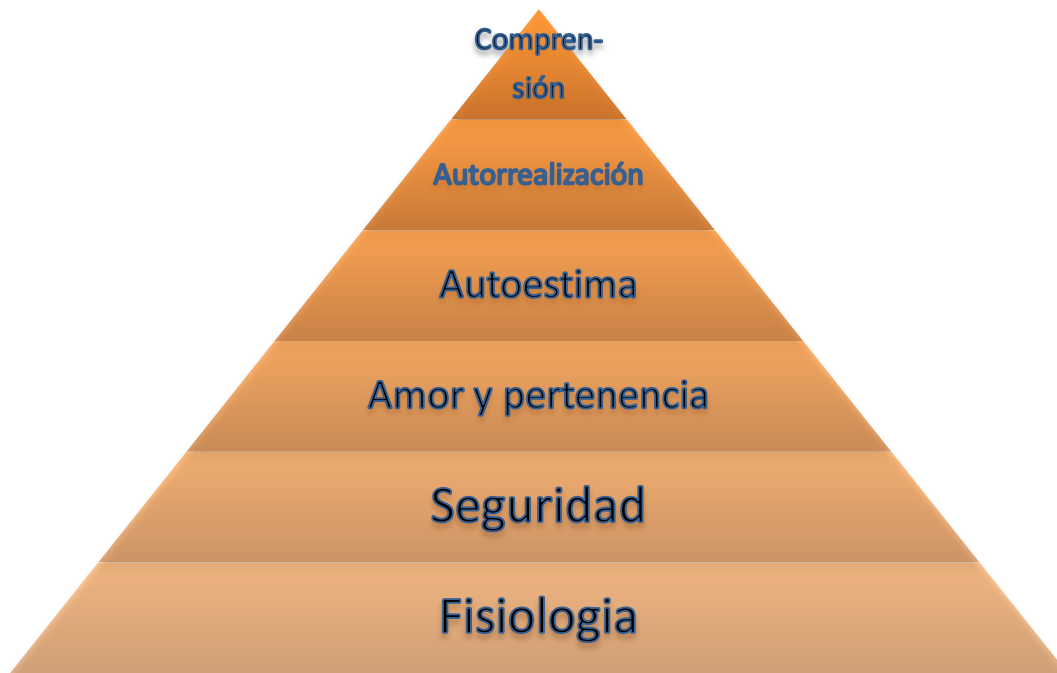 Compren-
sión
Autorrealización
Autoestima
Amor y pertenencia
Seguridad
Fisiologia